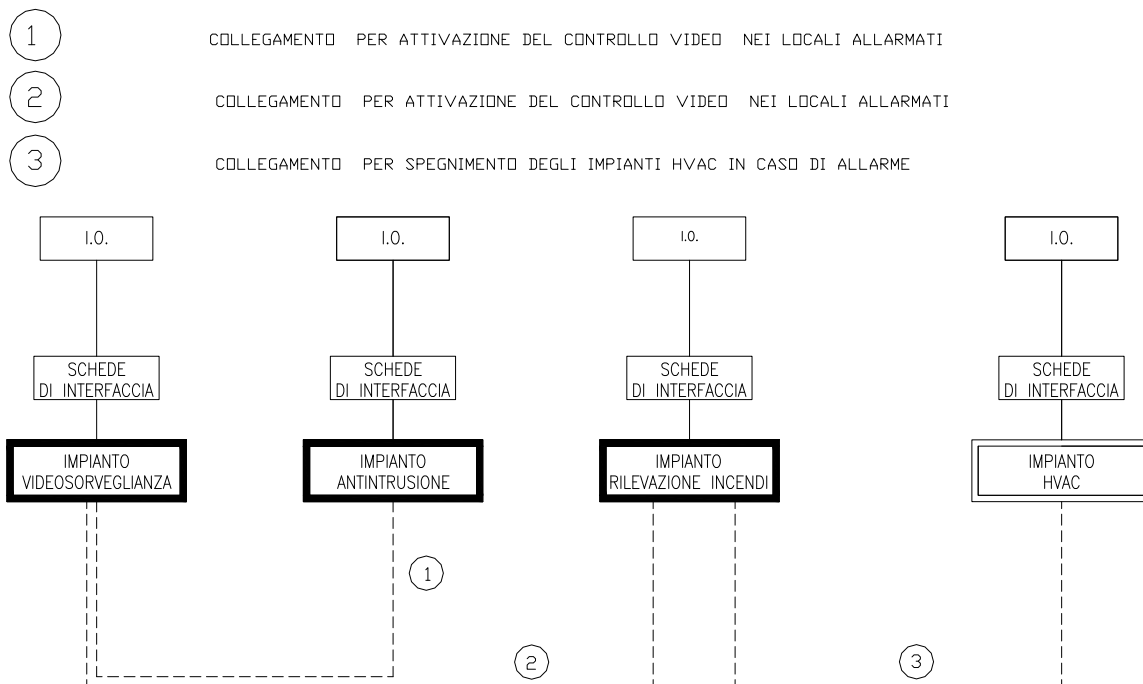 1 COLLEGAMENTO PER ATTIVAZIONE DEL CONTROLLO VIDEO NEI LOCALI ALLARMATI
2 COLLEGAMENTO PER ATTIVAZIONE DEL CONTROLLO VIDEO NEI LOCALI ALLARMATI
3 COLLEGAMENTO PER SPEGNIMENTO DEGLI IMPIANTI HVAC IN CASO DI ALLARME
I.O.
I.O.
I.O.
I.O.
SCHEDE
DI INTERFACCIA
SCHEDE
DI INTERFACCIA
SCHEDE
DI INTERFACCIA
SCHEDE
DI INTERFACCIA
IMPIANTO
VIDEOSORVEGLIANZA
IMPIANTO
ANTINTRUSIONE
IMPIANTO
RILEVAZIONE INCENDI
IMPIANTO
HVAC
1
2
3